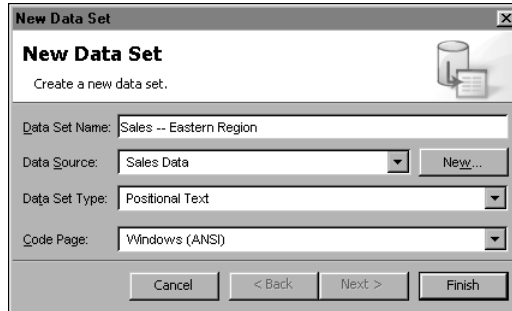 New Data Set
New Data Set
Create a new data set.
Data Set Name: Sales -- Eastern Region
Data Source: Sales Data New...
Data Set Type: Positional Text
Code Page: Windows (ANSI)
Cancel < Back Next > Finish